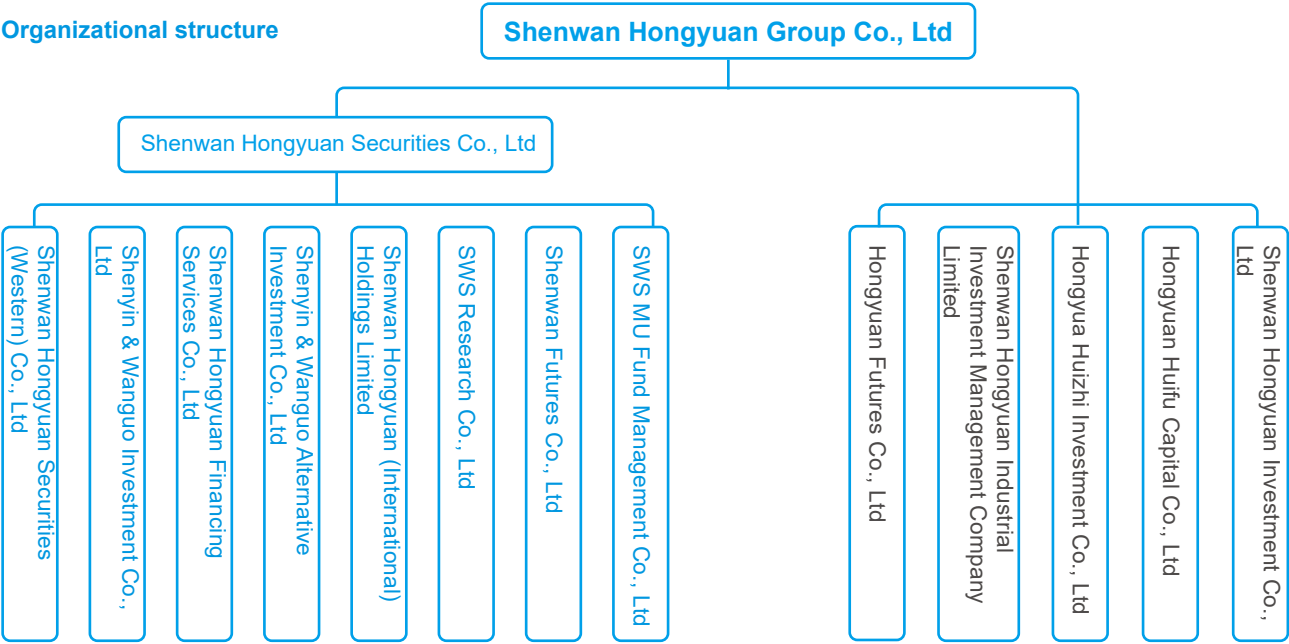 Organizational structure
Shenwan Hongyuan Group Co., Ltd
Shenwan Hongyuan Securities Co., Ltd
Shenwan Hongyuan Securities
(Western) Co., Ltd
Shenyin & Wanguo Investment Co.,
Ltd
Shenwan Hongyuan Financing
Services Co., Ltd
Shenyin & Wanguo Alternative
Investment Co., Ltd
Shenwan Hongyuan (International)
Holdings Limited
SWS Research Co., Ltd
Shenwan Futures Co., Ltd
SWS MU Fund Management Co., Ltd
Hongyuan Futures Co., Ltd
Shenwan Hongyuan Industrial
Investment Management Company
Limited
Hongyua Huizhi Investment Co., Ltd
Hongyuan Huifu Capital Co., Ltd
Shenwan Hongyuan Investment Co.,
Ltd